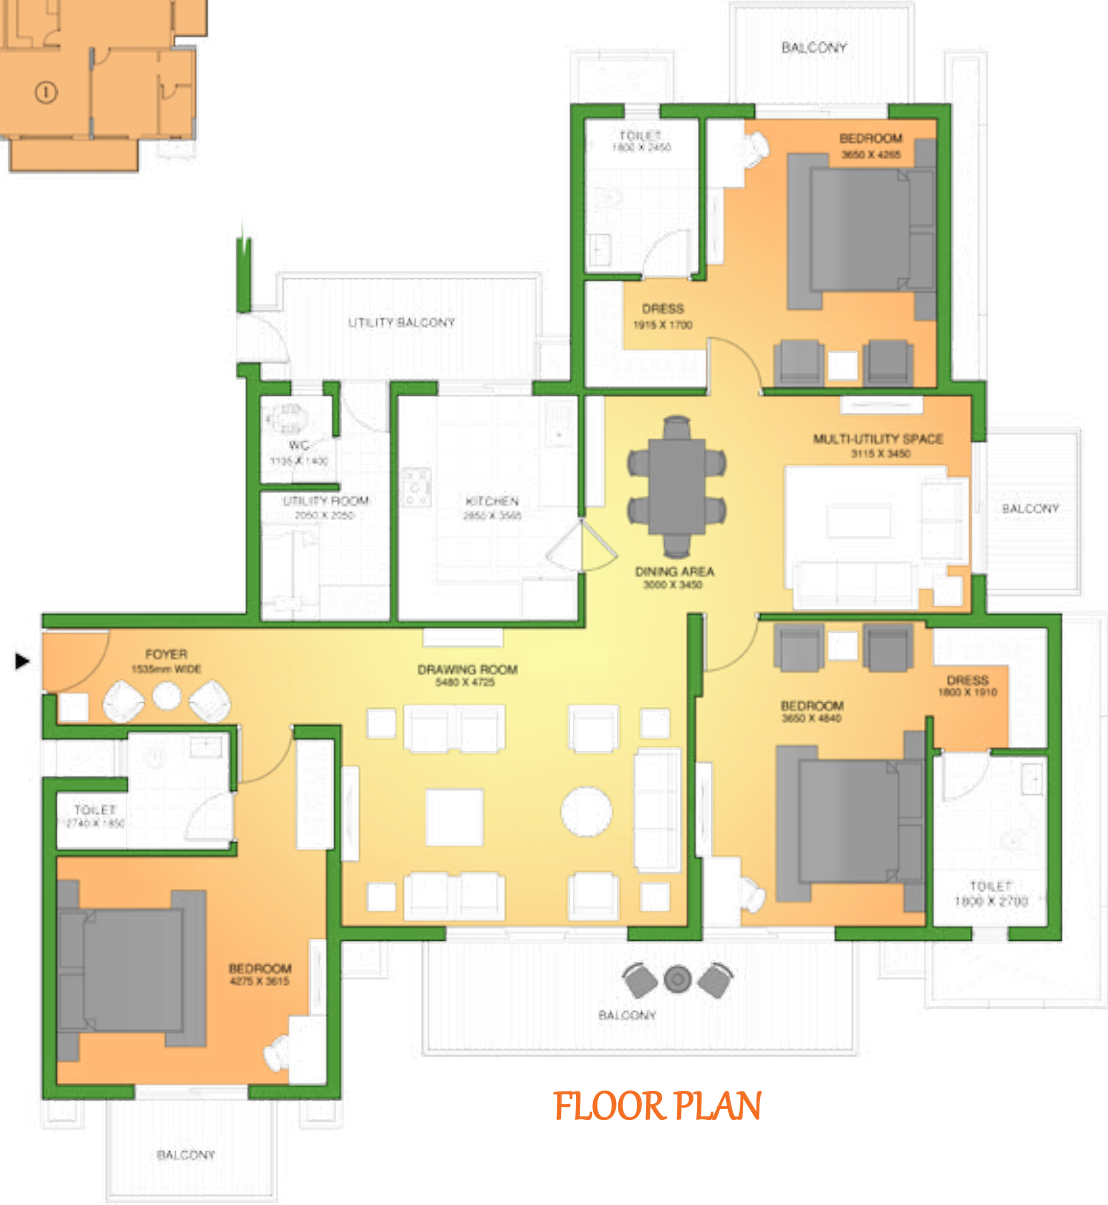 1
BALCONY
TOILET
1800 X 2450
BEDROOM
3650 X 4265
DRESS
1915 X 1700
UTILITY BALCONY
WC
1135 X 1400
UTILITY ROOM
2050 X 2050
KITCHEN
2850 X 3565
MULTI-UTILITY SPACE
3115 X 3450
BALCONY
DINING AREA
3000 X 3450
FOYER
1535mm WIDE
DRAWING ROOM
5480 X 4725
BEDROOM
3650 X 4840
DRESS
1800 X 1910
TOILET
2740 X 1850
TOILET
1800 X 2700
BEDROOM
4275 X 3615
BALCONY
FLOOR PLAN
BALCONY